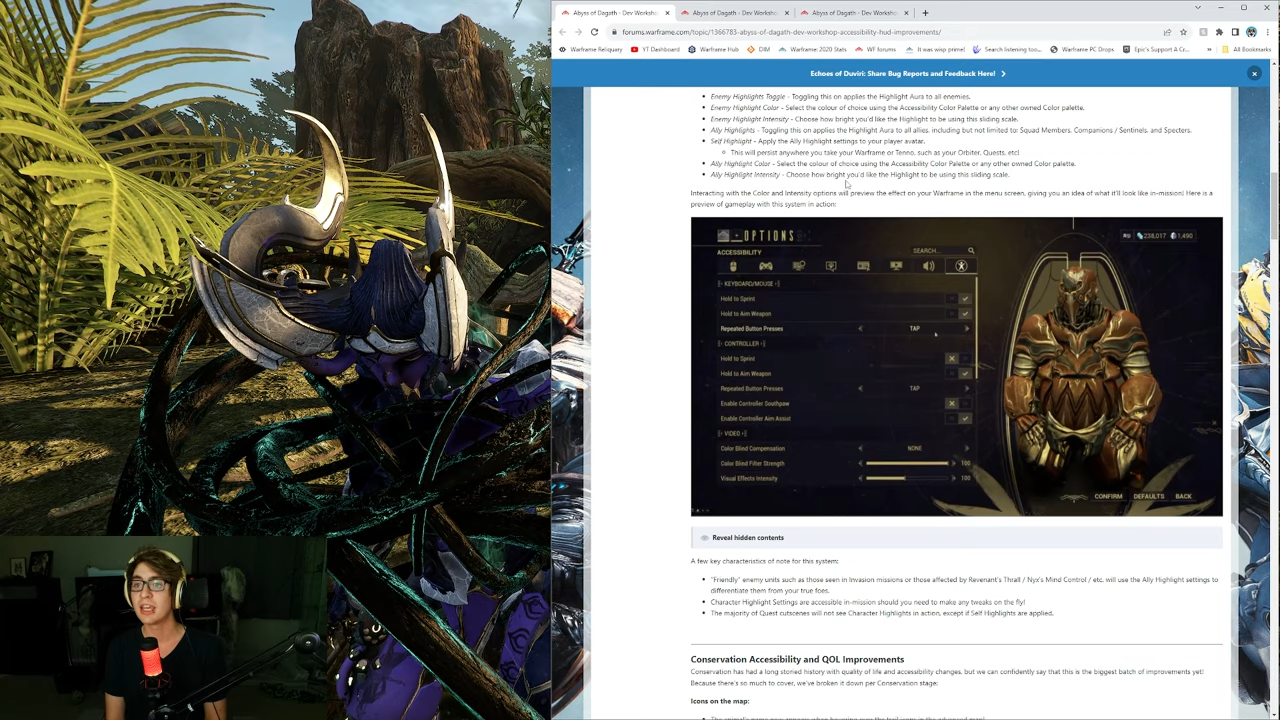 Abyss of Dagath - Dev Worksho
Abyss of Dagath - Dev Worksh
Abyss of Dagath - Dev Worksh
forums.warframe.com/topic/1366783-abyss-of-dagath-dev-workshop-accessibility-hud-improvements/
Warframe Reliquary YT Dashboard Warframe Hub DIM Warframe: 2020 Stats WF forums It was wisp prime! Search listening too... Warframe PC Drops Epic's Support A Cr... All Bookmarks
Echoes of Duviri: Share Bug Reports and Feedback Here!
Enemy Highlights Toggle - Toggling this on applies the Highlight Aura to all enemies.
Enemy Highlight Color - Select the colour of choice using the Accessibility Color Palette or any other owned Color palette.
Enemy Highlight Intensity - Choose how bright you'd like the Highlight to be using this sliding scale.
Ally Highlights - Toggling this on applies the Highlight Aura to all allies, including but not limited to: Squad Members, Companions / Sentinels, and Specters.
Self Highlight - Apply the Ally Highlight settings to your player avatar.
This will persist anywhere you take your Warframe or Tenno, such as your Orbiter, Quests, etc!
Ally Highlight Color - Select the colour of choice using the Accessibility Color Palette or any other owned Color palette.
Ally Highlight Intensity - Choose how bright you'd like the Highlight to be using this sliding scale.
Interacting with the Color and Intensity options will preview the effect on your Warframe in the menu screen, giving you an idea of what it'll look like in-mission! Here is a
preview of gameplay with this system in action:
OPTIONS
238,017 1,490
SEARCH...
ACCESSIBILITY
KEYBOARD/MOUSE
Hold to Sprint
Hold to Aim Weapon
Repeated Button Presses TAP
CONTROLLER
Hold to Sprint
Hold to Aim Weapon
Repeated Button Presses TAP
Enable Controller Southpaw
Enable Controller Aim Assist
VIDEO
Color Blind Compensation NONE
Color Blind Filter Strength 100
Visual Effects Intensity 100
CONFIRM DEFAULTS BACK
Reveal hidden contents
A few key characteristics of note for this system:
"Friendly" enemy units such as those seen in Invasion missions or those affected by Revenant's Thrall / Nyx's Mind Control / etc. will use the Ally Highlight settings to
differentiate them from your true foes.
Character Highlight Settings are accessible in-mission should you need to make any tweaks on the fly!
The majority of Quest cutscenes will not see Character Highlights in action, except if Self Highlights are applied.
Conservation Accessibility and QOL Improvements
Conservation has had a long storied history with quality of life and accessibility changes, but we can confidently say that this is the biggest batch of improvements yet!
Because there's so much to cover, we've broken it down per Conservation stage:
Icons on the map:
The animal's name now appears when hovering over the trail icons in the advanced map!